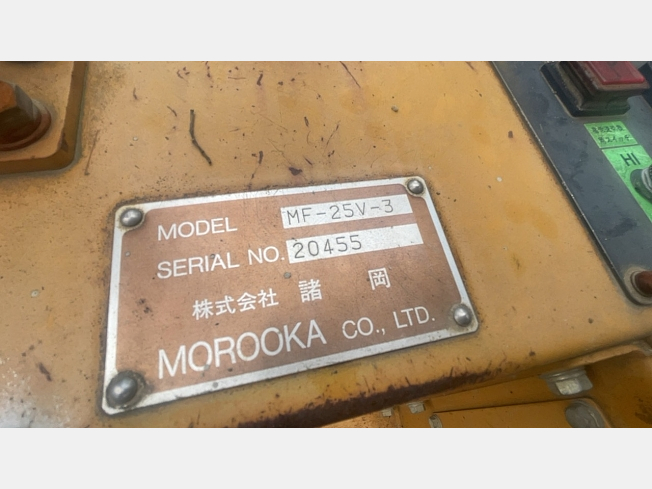 MODEL MF-25V-3
SERIAL NO. 20455
株式会社 諸岡
MOROOKA CO., LTD.
HI